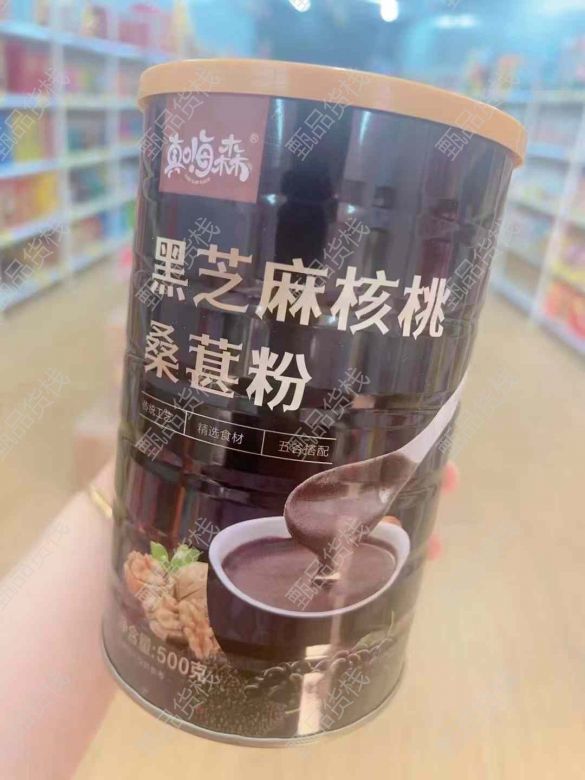 真嗨森®
黑芝麻核桃
桑葚粉
传统工艺
精选食材
五谷搭配
净含量:500克
甄品货栈